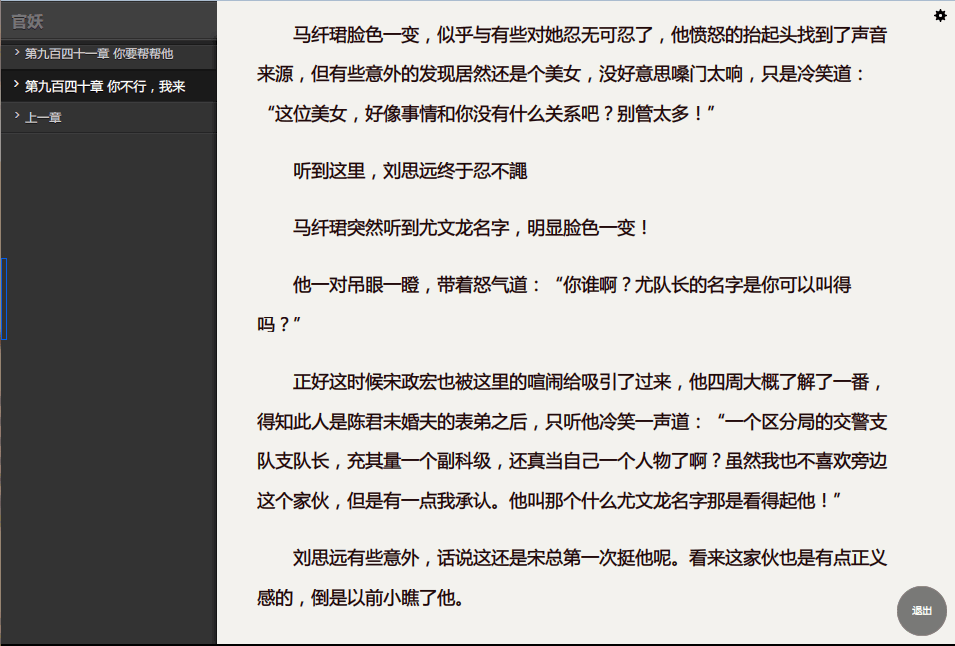 官妖
第九百四十一章 你要帮帮他
第九百四十章 你不行，我来
上一章
马纤珺脸色一变，似乎与有些对她忍无可忍了，他愤怒的抬起头找到了声音
来源，但有些意外的发现居然还是个美女，没好意思嗓门太响，只是冷笑道：
“这位美女，好像事情和你没有什么关系吧？别管太多！”
听到这里，刘思远终于忍不譝
马纤珺突然听到尤文龙名字，明显脸色一变！
他一对吊眼一瞪，带着怒气道：“你谁啊？尤队长的名字是你可以叫得
吗？”
正好这时候宋政宏也被这里的喧闹给吸引了过来，他四周大概了解了一番，
得知此人是陈君未婚夫的表弟之后，只听他冷笑一声道：“一个区分局的交警支
队支队长，充其量一个副科级，还真当自己一个人物了啊？虽然我也不喜欢旁边
这个家伙，但是有一点我承认。他叫那个什么尤文龙名字那是看得起他！”
刘思远有些意外，话说这还是宋总第一次挺他呢。看来这家伙也是有点正义
感的，倒是以前小瞧了他。
退出